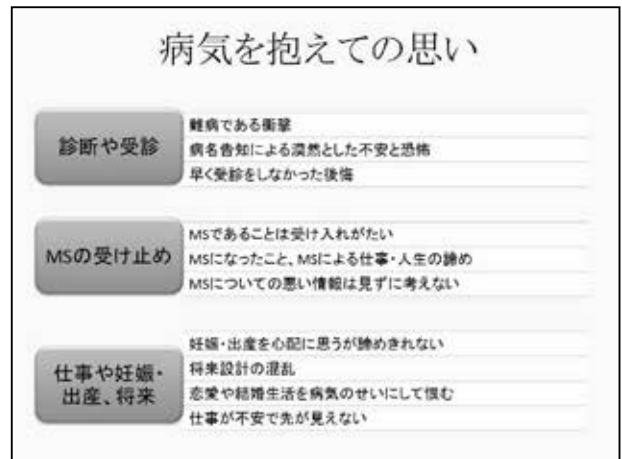 病気を抱えての思い
診断や受診
難病である衝撃
病名告知による漠然とした不安と恐怖
早く受診をしなかった後悔
MSの受け止め
MSであることは受け入れがたい
MSになったこと、MSによる仕事・人生の諦め
MSについての悪い情報は見ずに考えない
仕事や妊娠・
出産、将来
妊娠・出産を心配に思うが諦めきれない
将来設計の混乱
恋愛や結婚生活を病気のせいにして恨む
仕事が不安で先が見えない